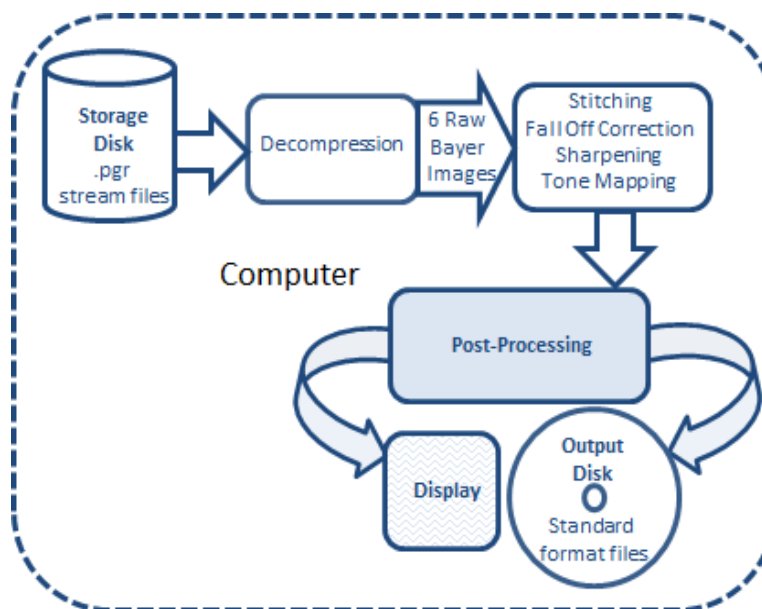 Storage
Disk
.pgr
stream files
Decompression
6 Raw
Bayer
Images
Stitching
Fall Off Correction
Sharpening
Tone Mapping
Computer
Post-Processing
Display
Output
Disk
Standard
format files